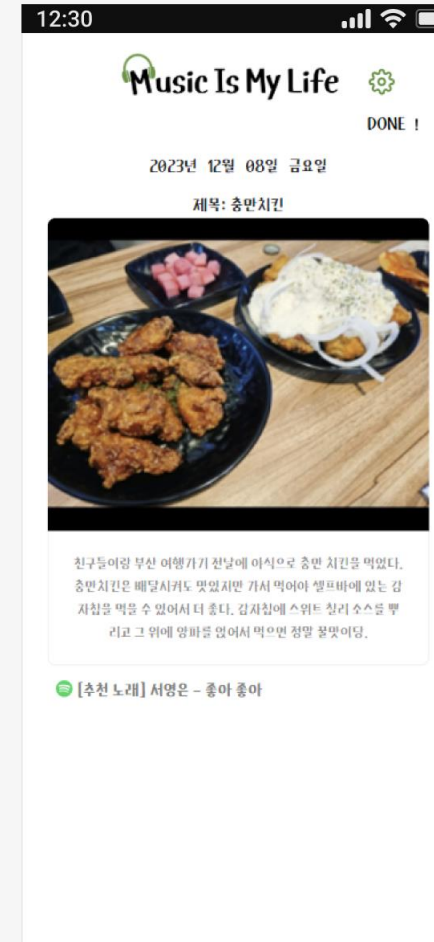 12:30
Music Is My Life
DONE !
2023년 12월 08일 금요일
제목: 충만치킨
친구들이랑 부산 여행가기 전날에 야식으로 충만 치킨을 먹었다.
충만치킨은 배달시켜도 맛있지만 가서 먹어야 셀프바에 있는 감
자칩을 먹을 수 있어서 더 좋다. 감자칩에 스위트 칠리 소스를 뿌
리고 그 위에 양파를 얹어서 먹으면 정말 꿀맛이당.
[추천 노래] 서영은 - 좋아 좋아